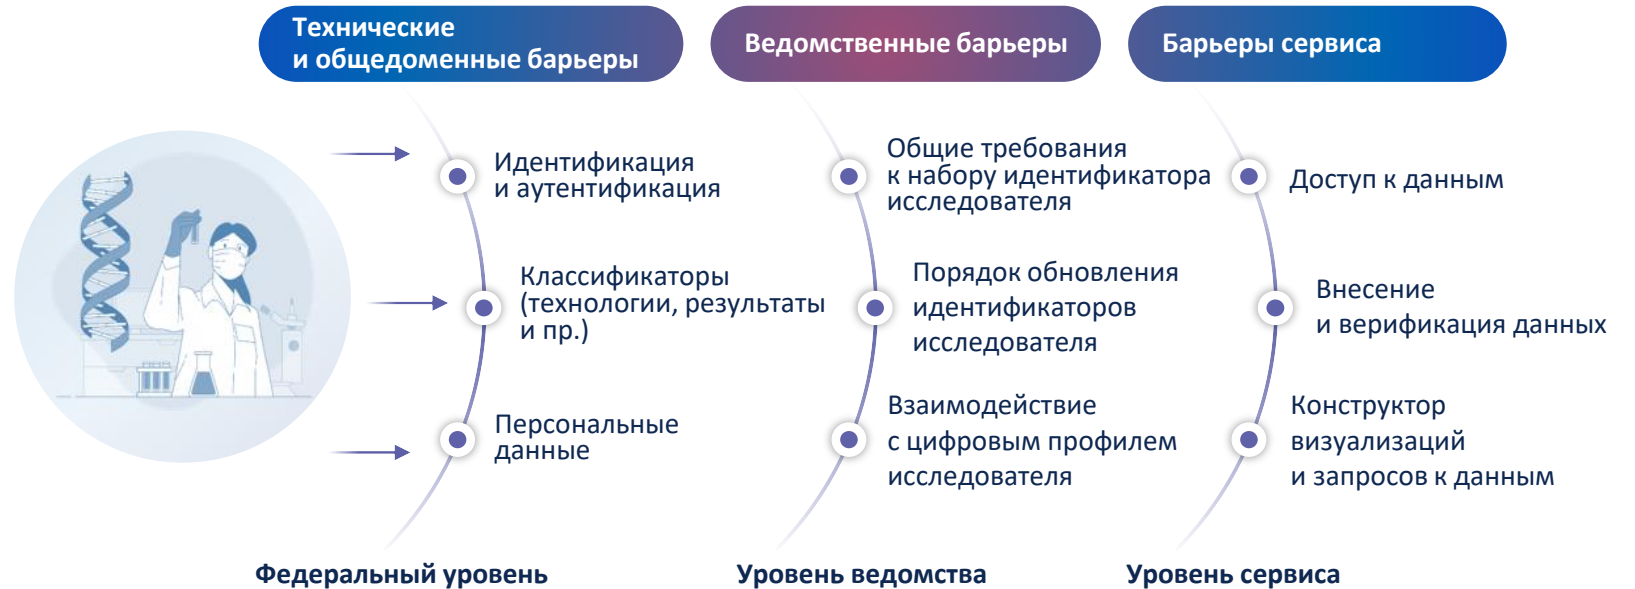 Технические
и общедоменные барьеры
Идентификация
и аутентификация
Классификаторы
(технологии, результаты
и пр.)
Персональные
данные
Федеральный уровень
Ведомственные барьеры
Общие требования
к набору идентификатора
исследователя
Порядок обновления
идентификаторов
исследователя
Взаимодействие
с цифровым профилем
исследователя
Уровень ведомства
Барьеры сервиса
Доступ к данным
Внесение
и верификация данных
Конструктор
визуализаций
и запросов к данным
Уровень сервиса